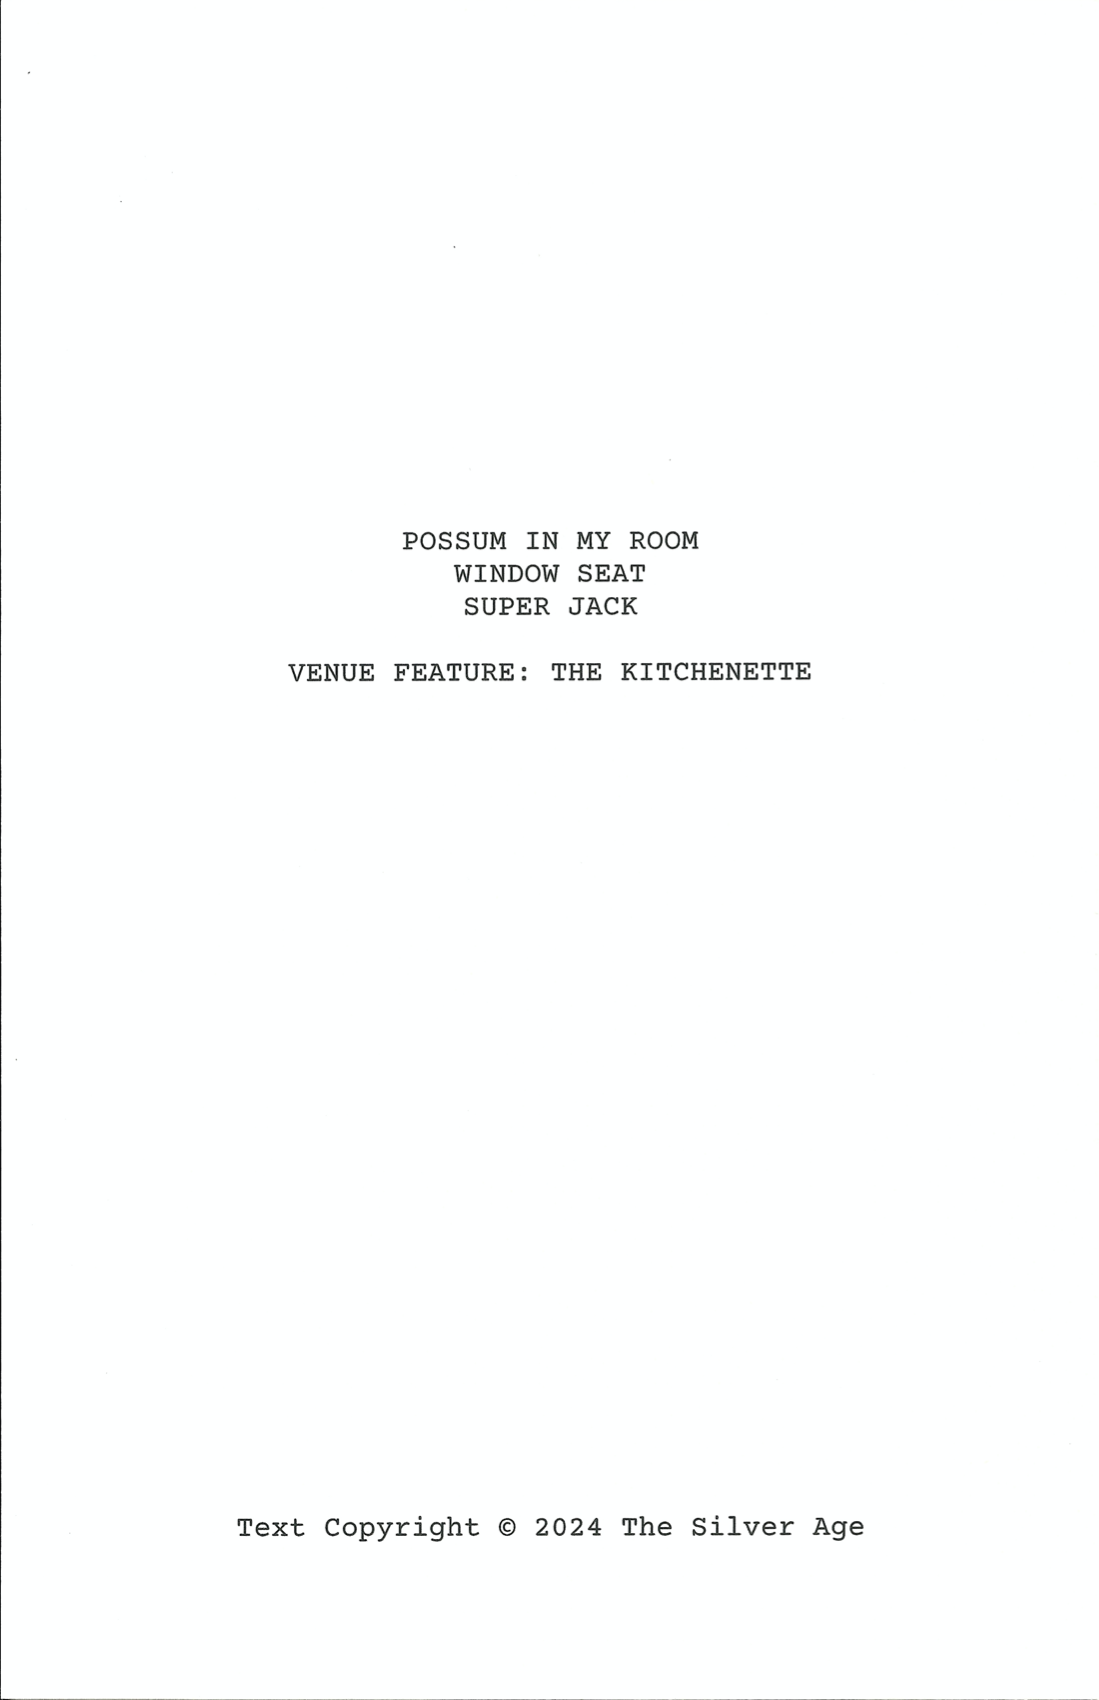 POSSUM IN MY ROOM
WINDOW SEAT
SUPER JACK
VENUE FEATURE: THE KITCHENETTE
Text Copyright © 2024 The Silver Age